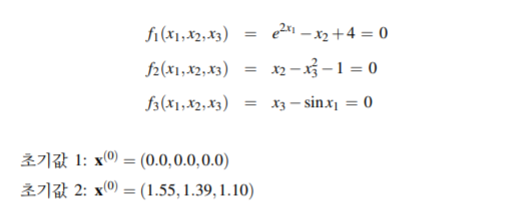 f₁(x₁,x₂,x₃) = e^{2x₁} − x₂ + 4 = 0
f₂(x₁,x₂,x₃) = x₂ − x₃² − 1 = 0
f₃(x₁,x₂,x₃) = x₃ − sin x₁ = 0
초기값 1: x⁽⁰⁾ = (0.0,0.0,0.0)
초기값 2: x⁽⁰⁾ = (1.55,1.39,1.10)